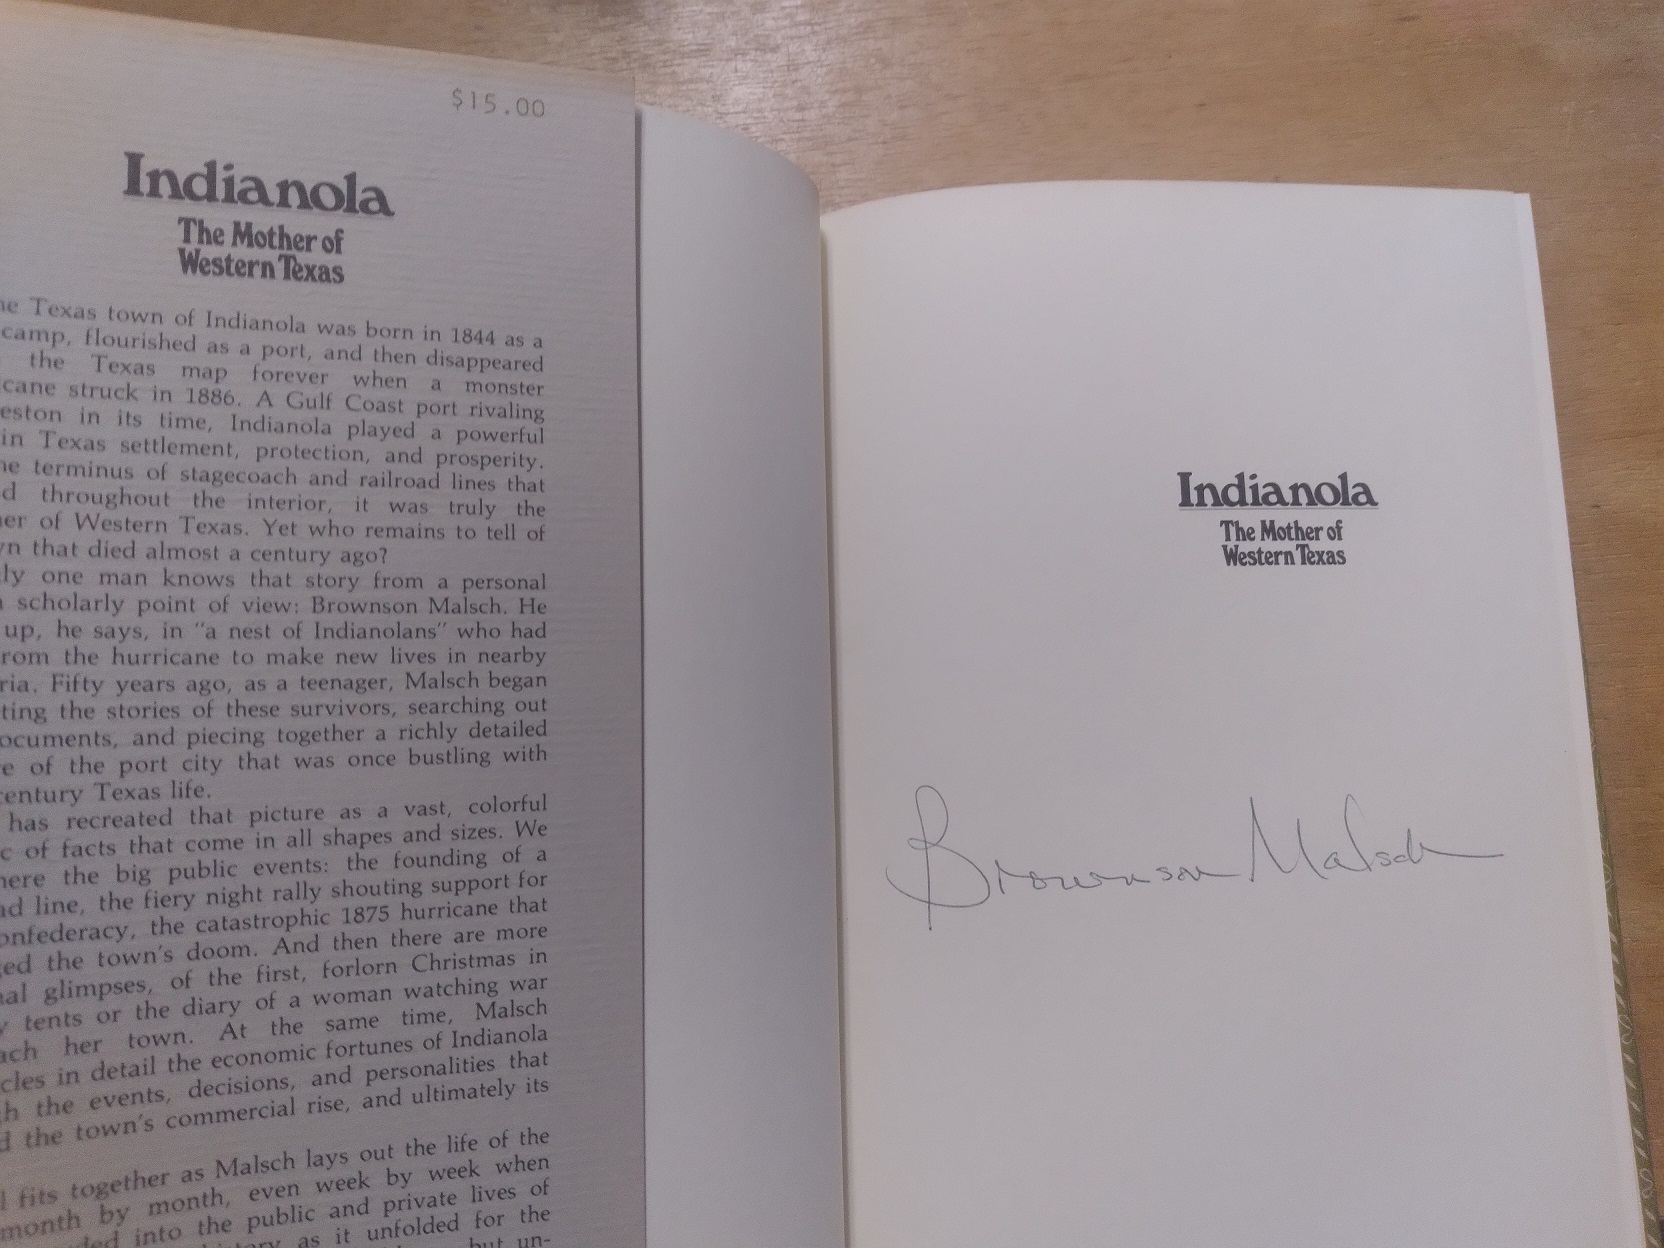 $15.00
Indianola
The Mother of
Western Texas
Texas town of Indianola was born in 1844 as a
camp, flourished as a port, and then disappeared
the Texas map forever when a monster
cane struck in 1886. A Gulf Coast port rivaling
eston in its time, Indianola played a powerful
in Texas settlement, protection, and prosperity.
terminus of stagecoach and railroad lines that
d throughout the interior, it was truly the
er of Western Texas. Yet who remains to tell of
n that died almost a century ago?
ly one man knows that story from a personal
scholarly point of view: Brownson Malsch. He
up, he says, in "a nest of Indianolans" who had
rom the hurricane to make new lives in nearby
ria. Fifty years ago, as a teenager, Malsch began
ting the stories of these survivors, searching out
ocuments, and piecing together a richly detailed
e of the port city that was once bustling with
entury Texas life.
has recreated that picture as a vast, colorful
c of facts that come in all shapes and sizes. We
here the big public events: the founding of a
ad line, the fiery night rally shouting support for
onfederacy, the catastrophic 1875 hurricane that
ed the town's doom. And then there are more
al glimpses, of the first, forlorn Christmas in
y tents or the diary of a woman watching war
ach her town. At the same time, Malsch
cles in detail the economic fortunes of Indianola
h the events, decisions, and personalities that
d the town's commercial rise, and ultimately its
l fits together as Malsch lays out the life of the
month by month, even week by week when
ded into the public and private lives of
as it unfolded for the
but un-
Indianola
The Mother of
Western Texas
Brownson Malsch